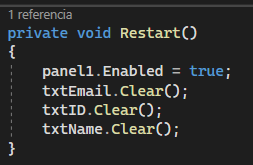 1 referencia
private void Restart()
{
    panel1.Enabled = true;
    txtEmail.Clear();
    txtID.Clear();
    txtName.Clear();
}